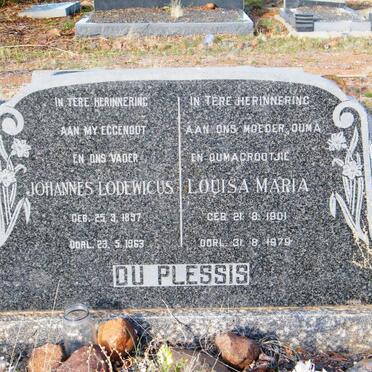 IN TERE HERINNERING
AAN MY EGGENOOT
EN ONS VADER
JOHANNES LODEWICUS
GEB. 25. 3. 1897
OORL. 23. 5. 1963
IN TERE HERINNERING
AAN ONS MOEDER, OUMA
EN OUMAGROOTJIE
LOUISA MARIA
GEB. 21. 8. 1901
OORL. 31. 8. 1979
DU PLESSIS